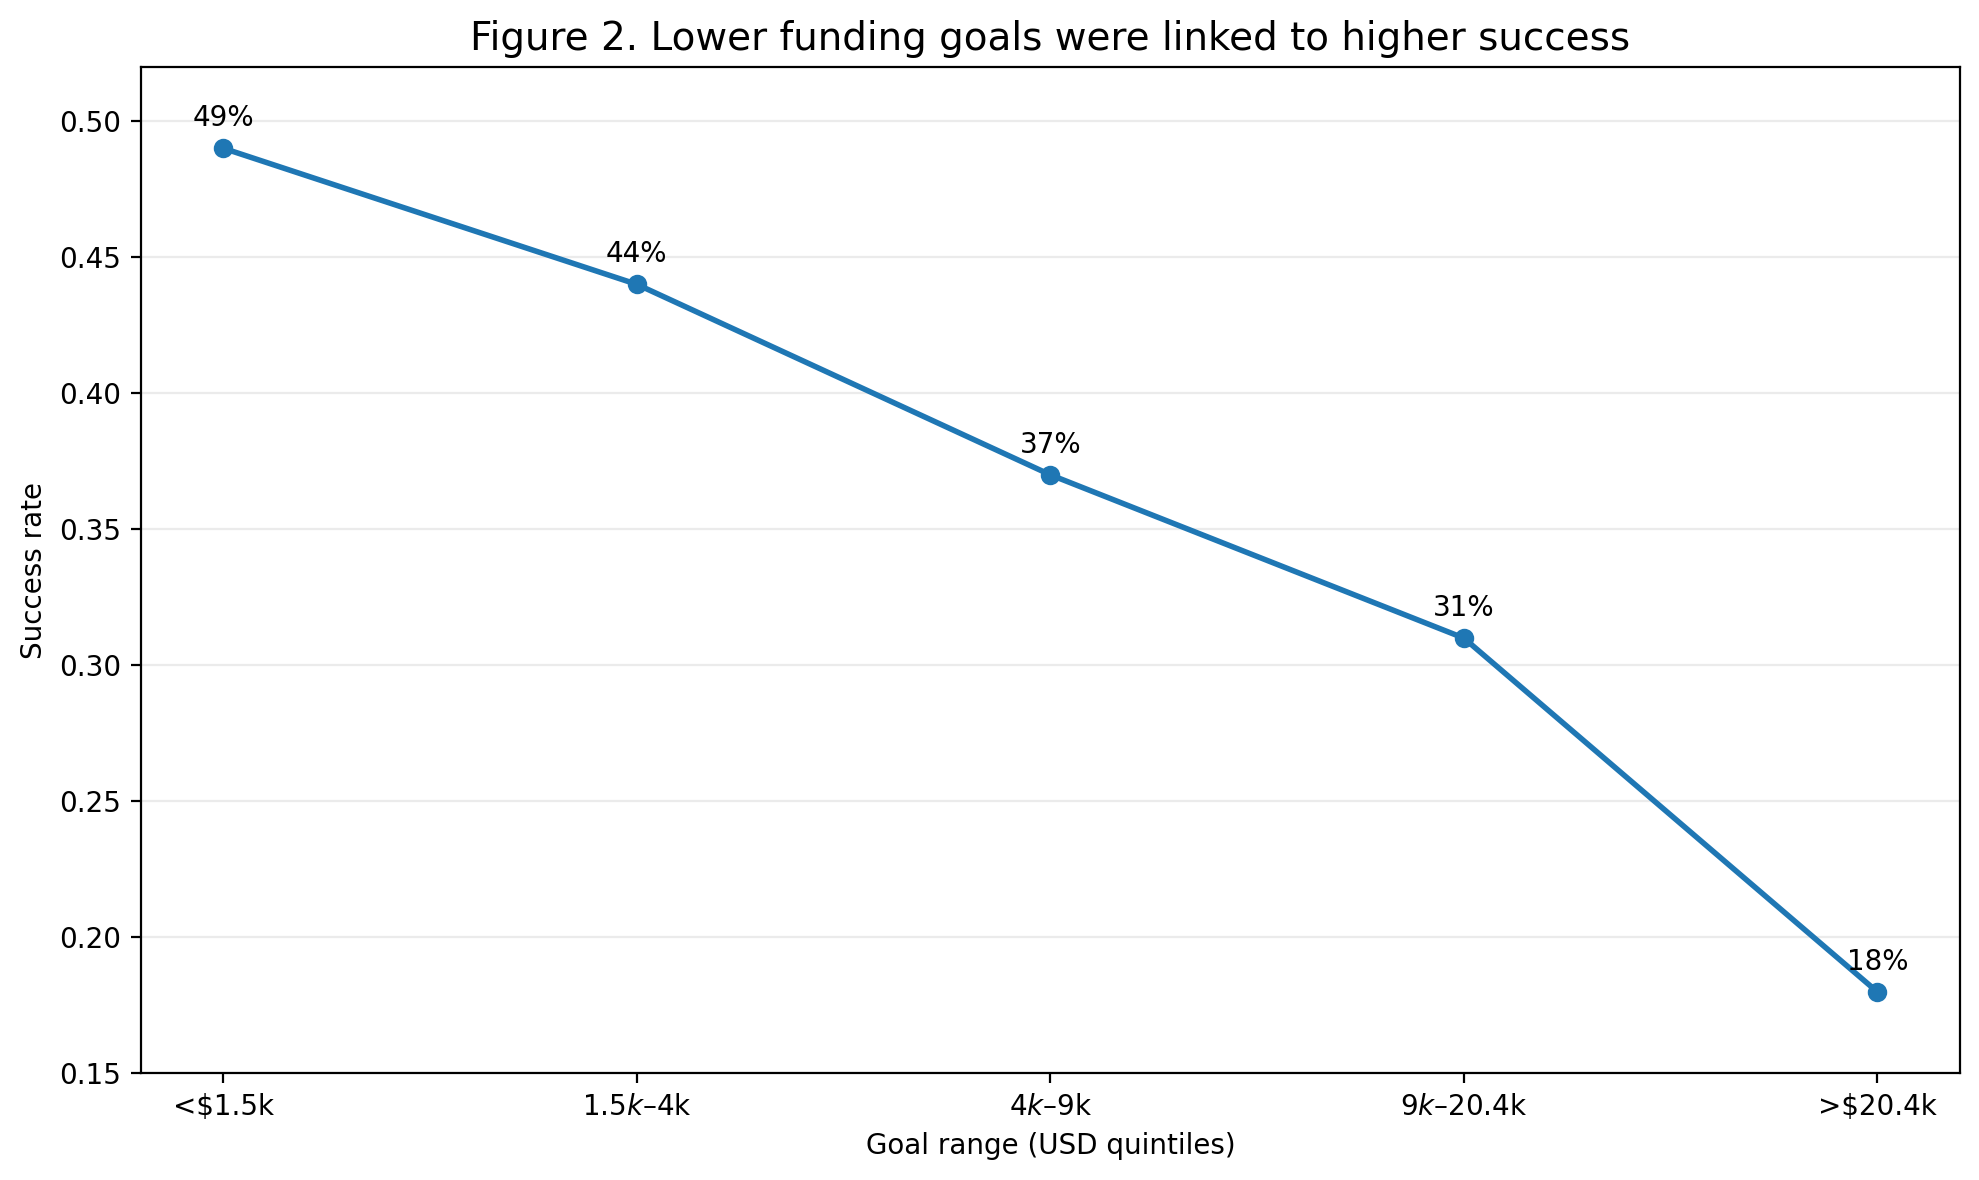 Figure 2. Lower funding goals were linked to higher success
49%
44%
37%
31%
18%
Success rate
0.50
0.45
0.40
0.35
0.30
0.25
0.20
0.15
<$1.5k
1.5k–4k
4k–9k
9k–20.4k
>$20.4k
Goal range (USD quintiles)